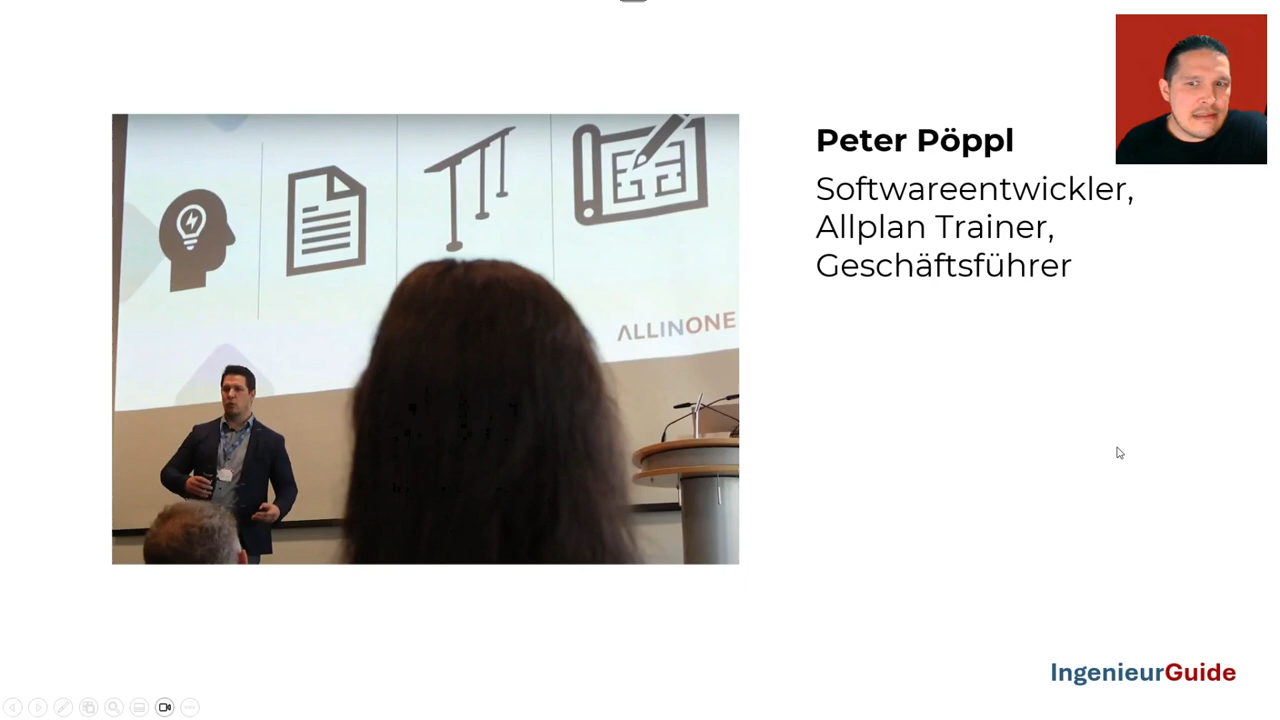 Peter Pöppl
Softwareentwickler,
Allplan Trainer,
Geschäftsführer
ALLINONE
IngenieurGuide